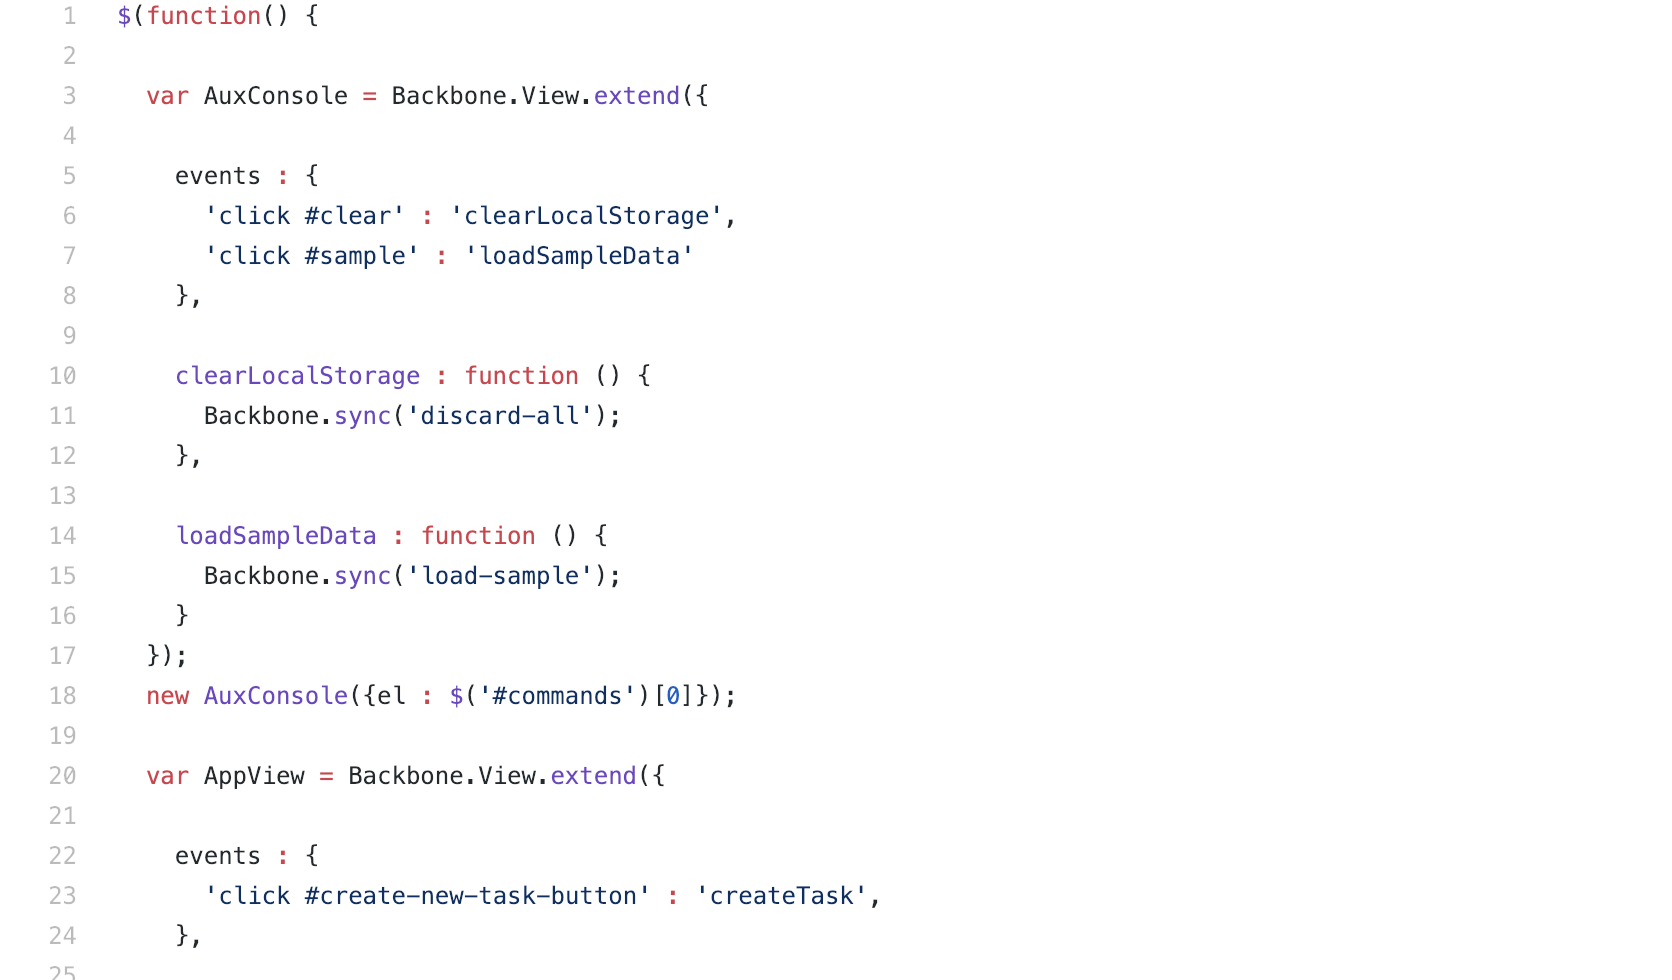 1 $(function() {
2
3 var AuxConsole = Backbone.View.extend({
4
5 events : {
6 'click #clear' : 'clearLocalStorage',
7 'click #sample' : 'loadSampleData'
8 },
9
10 clearLocalStorage : function () {
11 Backbone.sync('discard-all');
12 },
13
14 loadSampleData : function () {
15 Backbone.sync('load-sample');
16 }
17 });
18 new AuxConsole({el : $('#commands')[0]});
19
20 var AppView = Backbone.View.extend({
21
22 events : {
23 'click #create-new-task-button' : 'createTask',
24 },
25